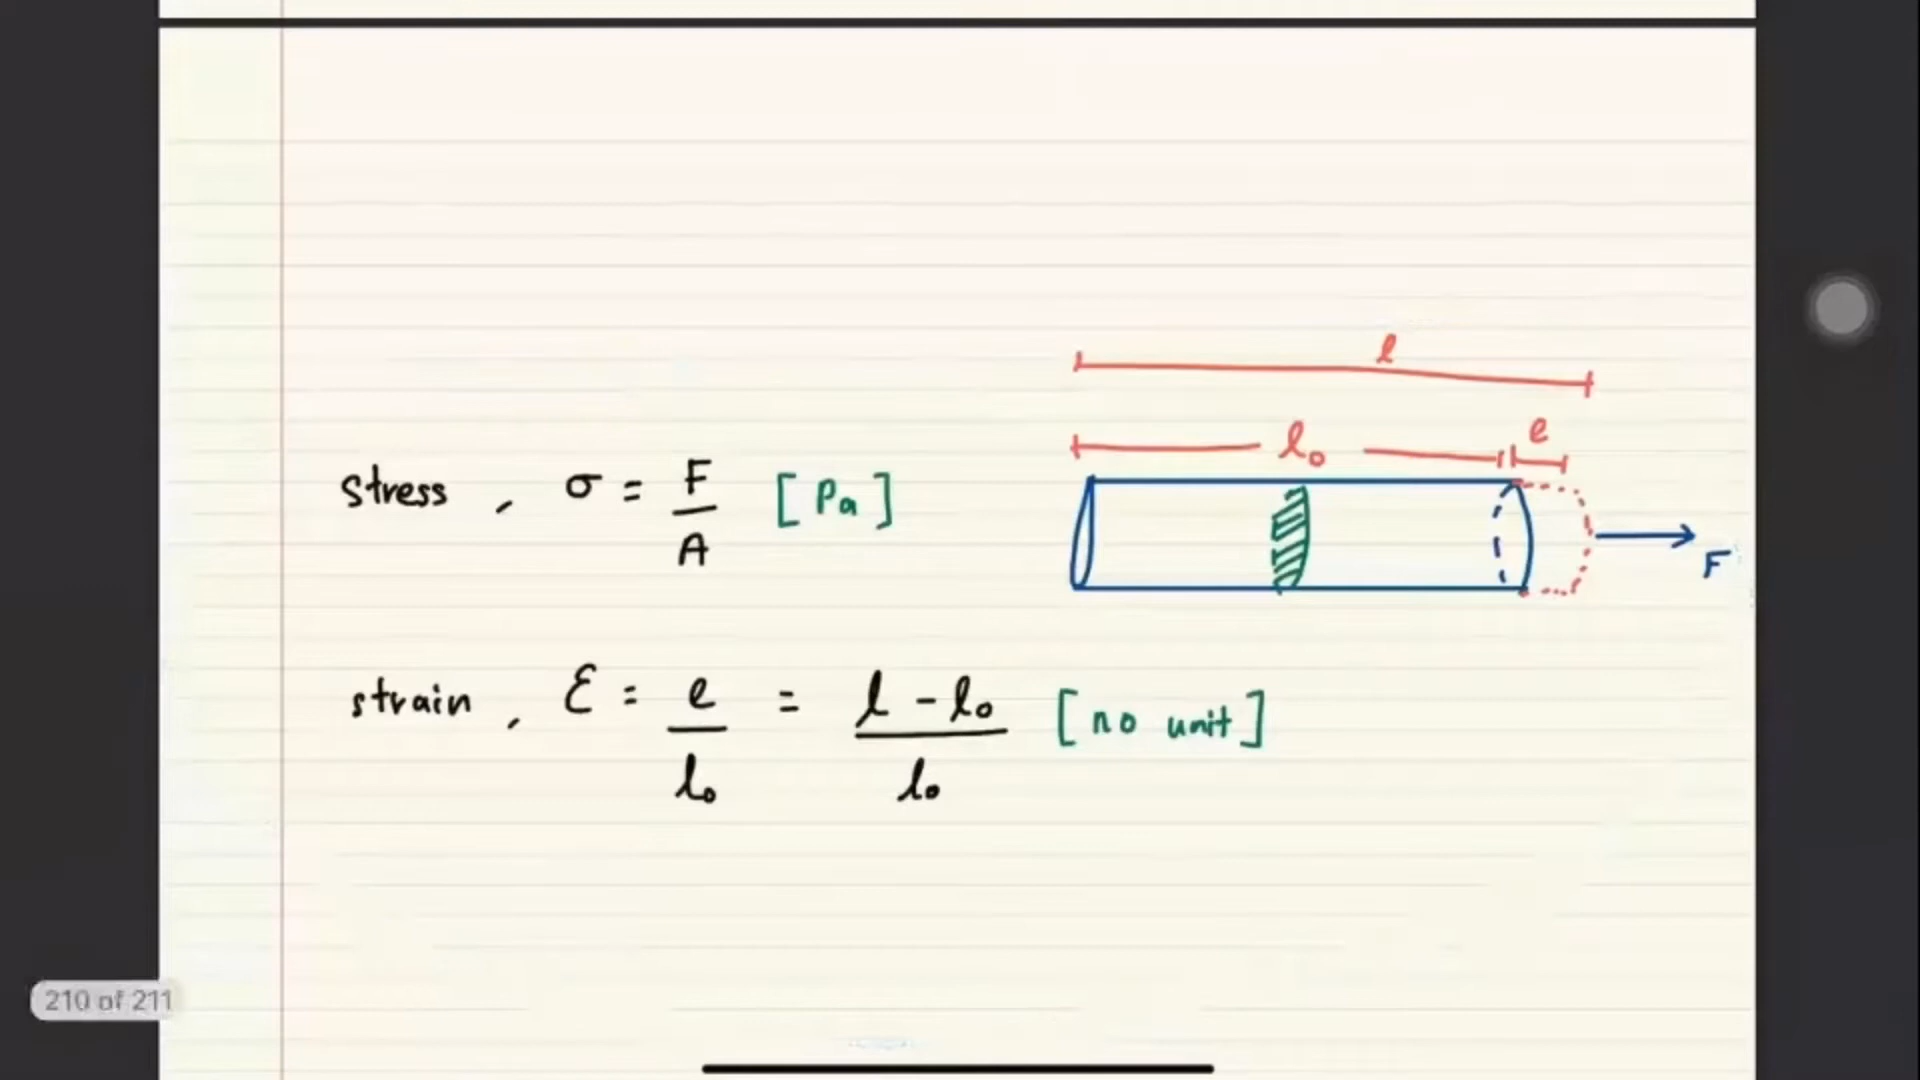 l
l₀ e
stress, σ = F/A [Pa]
F
strain, ε = e/l₀ = l - l₀/l₀ [no unit]
210 of 211